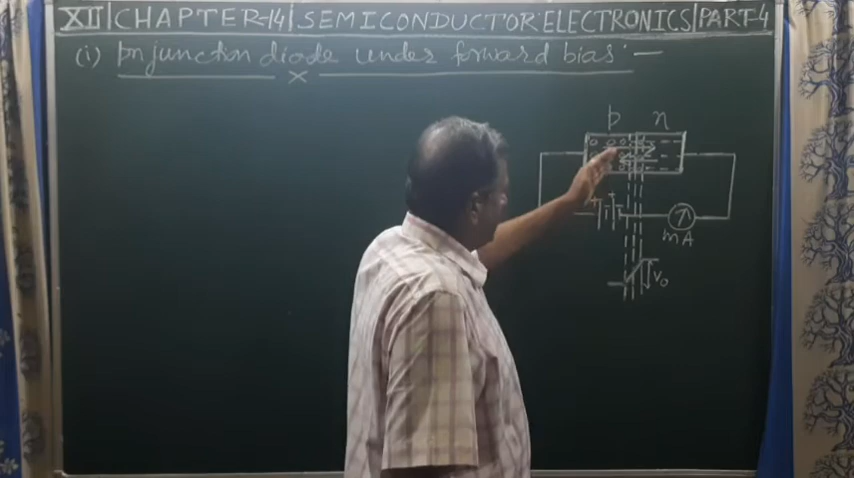 XII|CHAPTER-14|SEMICONDUCTOR ELECTRONICS|PART-4
(i) pn junction diode under forward bias :—
p n
mA
V₀